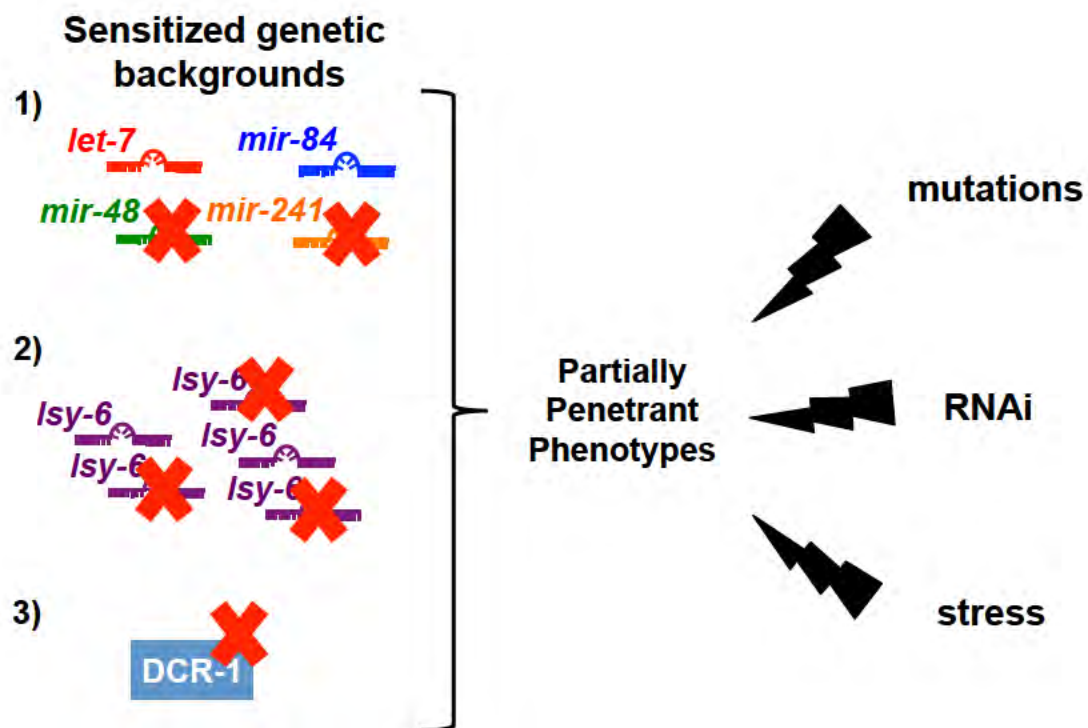 Sensitized genetic
backgrounds
1)
let-7
mir-84
mir-48
mir-241
2)
lsy-6
lsy-6
lsy-6
lsy-6
lsy-6
3)
DCR-1
Partially
Penetrant
Phenotypes
mutations
RNAi
stress